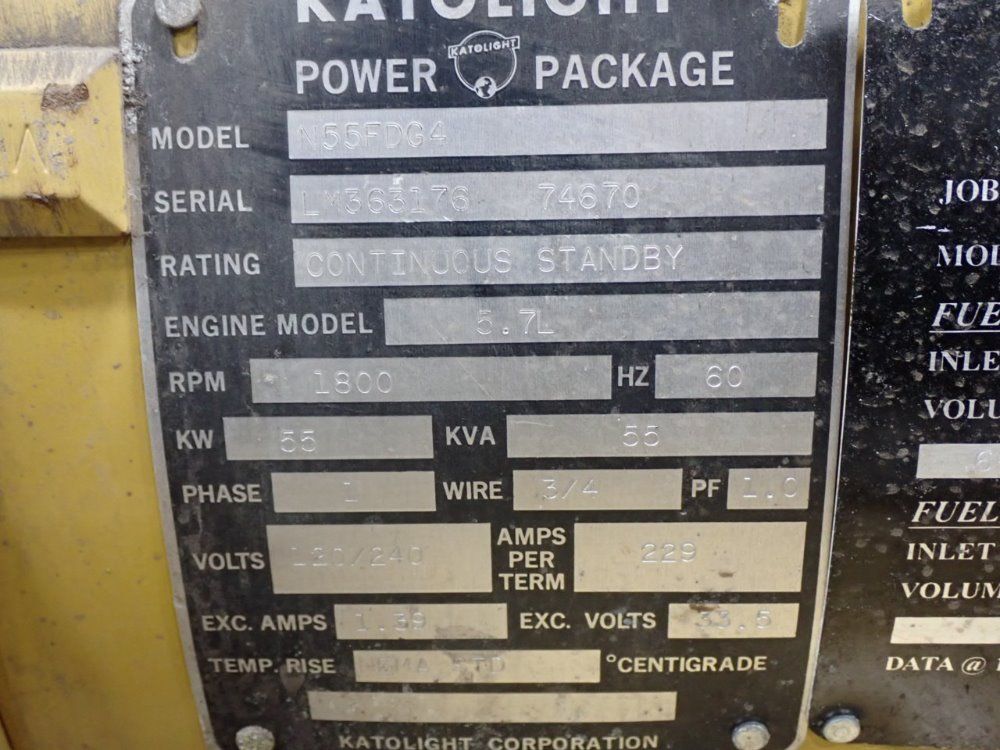 KATOLIGHT
POWER KATOLIGHT PACKAGE
MODEL N55FDG4
SERIAL LM363176 74670
RATING CONTINUOUS STANDBY
ENGINE MODEL 5.7L
RPM 1800 HZ 60
KW 55 KVA 55
PHASE 1 WIRE 3/4 PF 1.0
VOLTS 120/240 AMPS PER TERM 229
EXC. AMPS 1.39 EXC. VOLTS 33.5
TEMP. RISE STD °CENTIGRADE
KATOLIGHT CORPORATION
JOB
MOD
FUE
INLE
VOLU
FUEL
INLET
VOLUM
DATA @